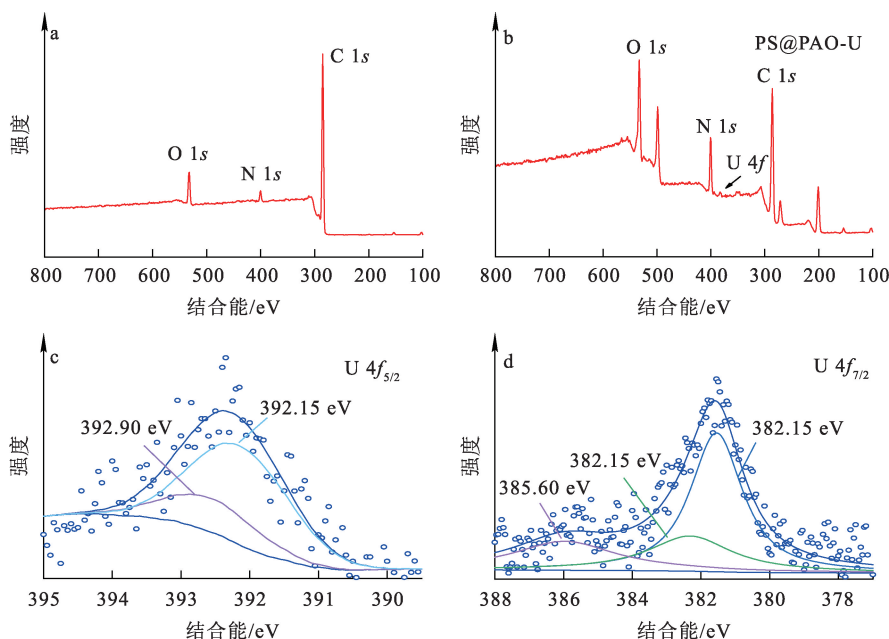 a
C 1s
O 1s
N 1s
强度
800 700 600 500 400 300 200 100
结合能/eV
b
PS@PAO-U
O 1s
C 1s
N 1s
U 4f
强度
800 700 600 500 400 300 200 100
结合能/eV
c
U 4f5/2
392.90 eV
392.15 eV
强度
395 394 393 392 391 390
结合能/eV
d
U 4f7/2
382.15 eV
382.15 eV
385.60 eV
强度
388 386 384 382 380 378
结合能/eV